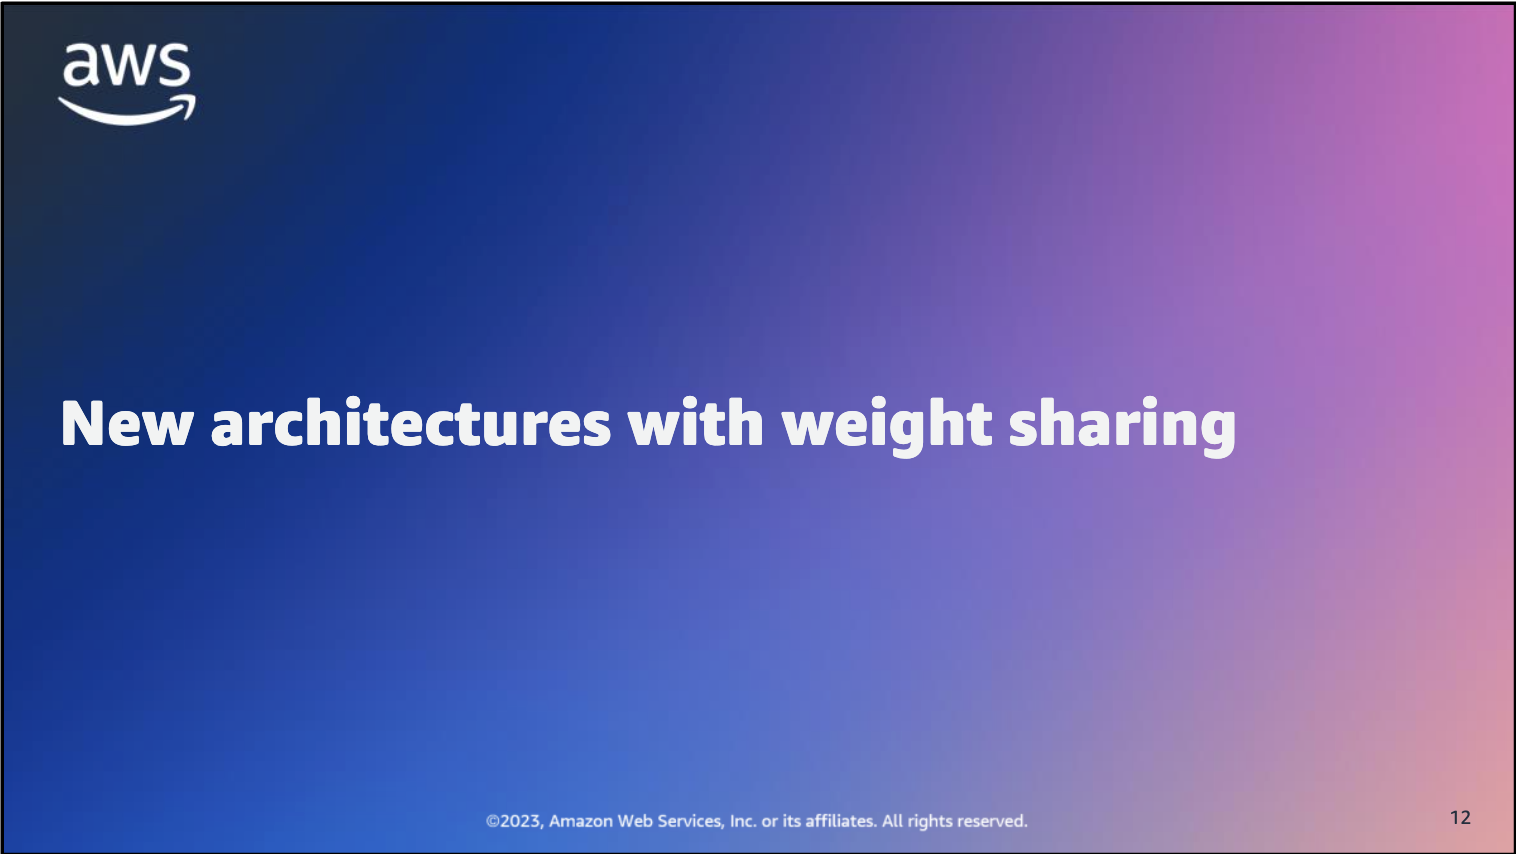 aws
New architectures with weight sharing
©2023, Amazon Web Services, Inc. or its affiliates. All rights reserved.
12